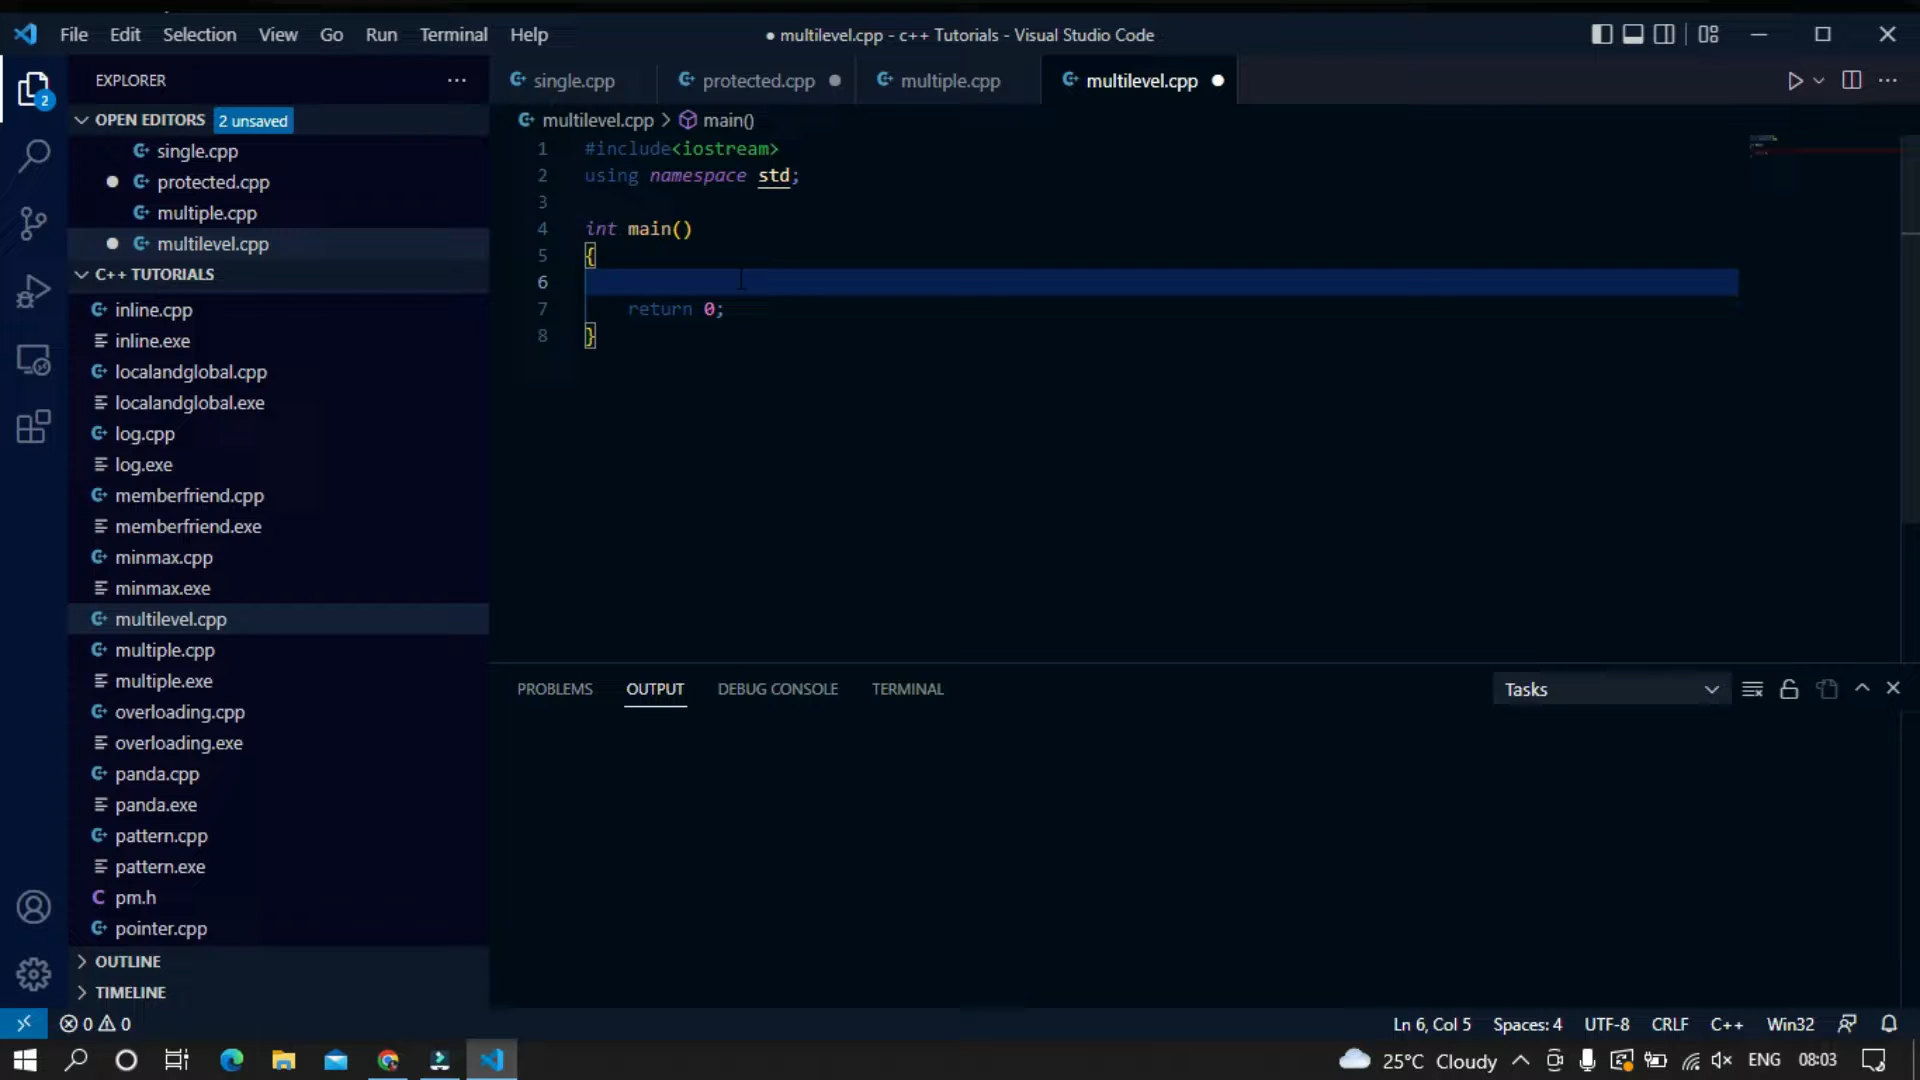 File Edit Selection View Go Run Terminal Help
● multilevel.cpp - c++ Tutorials - Visual Studio Code
EXPLORER
OPEN EDITORS 2 unsaved
single.cpp
protected.cpp
multiple.cpp
multilevel.cpp
C++ TUTORIALS
inline.cpp
inline.exe
localandglobal.cpp
localandglobal.exe
log.cpp
log.exe
memberfriend.cpp
memberfriend.exe
minmax.cpp
minmax.exe
multilevel.cpp
multiple.cpp
multiple.exe
overloading.cpp
overloading.exe
panda.cpp
panda.exe
pattern.cpp
pattern.exe
C pm.h
pointer.cpp
OUTLINE
TIMELINE
2
single.cpp protected.cpp multiple.cpp multilevel.cpp
multilevel.cpp > main()
1 #include<iostream>
2 using namespace std;
3
4 int main()
5 {
6
7 return 0;
8 }
PROBLEMS OUTPUT DEBUG CONSOLE TERMINAL
Tasks
0 0
Ln 6, Col 5 Spaces: 4 UTF-8 CRLF C++ Win32
25°C Cloudy ENG 08:03